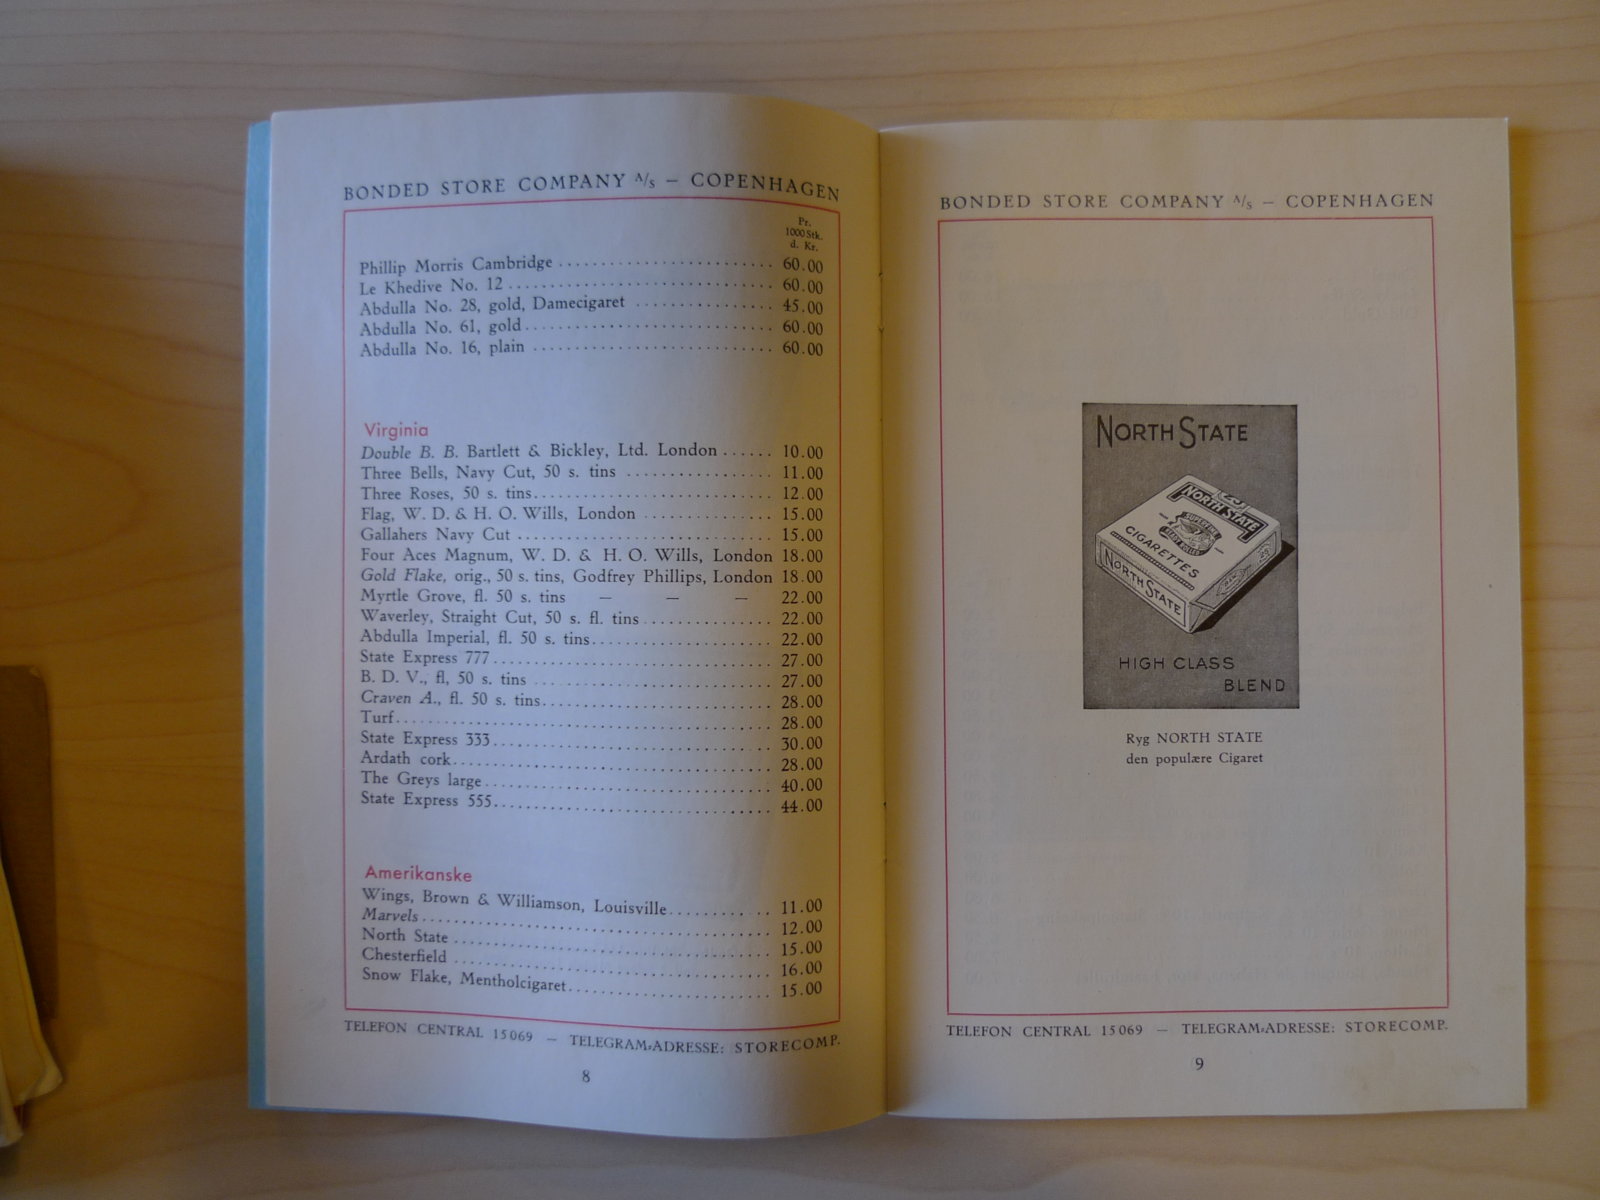 BONDED STORE COMPANY A/S – COPENHAGEN
Pr.
1000 Stk.
d. Kr.
Phillip Morris Cambridge ........................ 60.00
Le Khedive No. 12 ........................ 60.00
Abdulla No. 28, gold, Damecigaret ............... 45.00
Abdulla No. 61, gold ........................ 60.00
Abdulla No. 16, plain ........................ 60.00
Virginia
Double B. B. Bartlett & Bickley, Ltd. London ...... 10.00
Three Bells, Navy Cut, 50 s. tins ................ 11.00
Three Roses, 50 s. tins ........................ 12.00
Flag, W. D. & H. O. Wills, London .............. 15.00
Gallahers Navy Cut ........................ 15.00
Four Aces Magnum, W. D. & H. O. Wills, London 18.00
Gold Flake, orig., 50 s. tins, Godfrey Phillips, London 18.00
Myrtle Grove, fl. 50 s. tins — — — 22.00
Waverley, Straight Cut, 50 s. fl. tins .............. 22.00
Abdulla Imperial, fl. 50 s. tins .................. 22.00
State Express 777 ........................ 27.00
B. D. V., fl, 50 s. tins ........................ 27.00
Craven A., fl. 50 s. tins ........................ 28.00
Turf ........................ 28.00
State Express 333 ........................ 30.00
Ardath cork ........................ 28.00
The Greys large ........................ 40.00
State Express 555 ........................ 44.00
Amerikanske
Wings, Brown & Williamson, Louisville ............ 11.00
Marvels ........................ 12.00
North State ........................ 15.00
Chesterfield ........................ 16.00
Snow Flake, Mentholcigaret ........................ 15.00
TELEFON CENTRAL 15069 – TELEGRAM-ADRESSE: STORECOMP.
8
BONDED STORE COMPANY A/S – COPENHAGEN
NORTH STATE
NORTH STATE
SUPERFINE
CIGARETTES
NORTH STATE
HIGH CLASS
BLEND
Ryg NORTH STATE
den populære Cigaret
TELEFON CENTRAL 15069 – TELEGRAM-ADRESSE: STORECOMP.
9